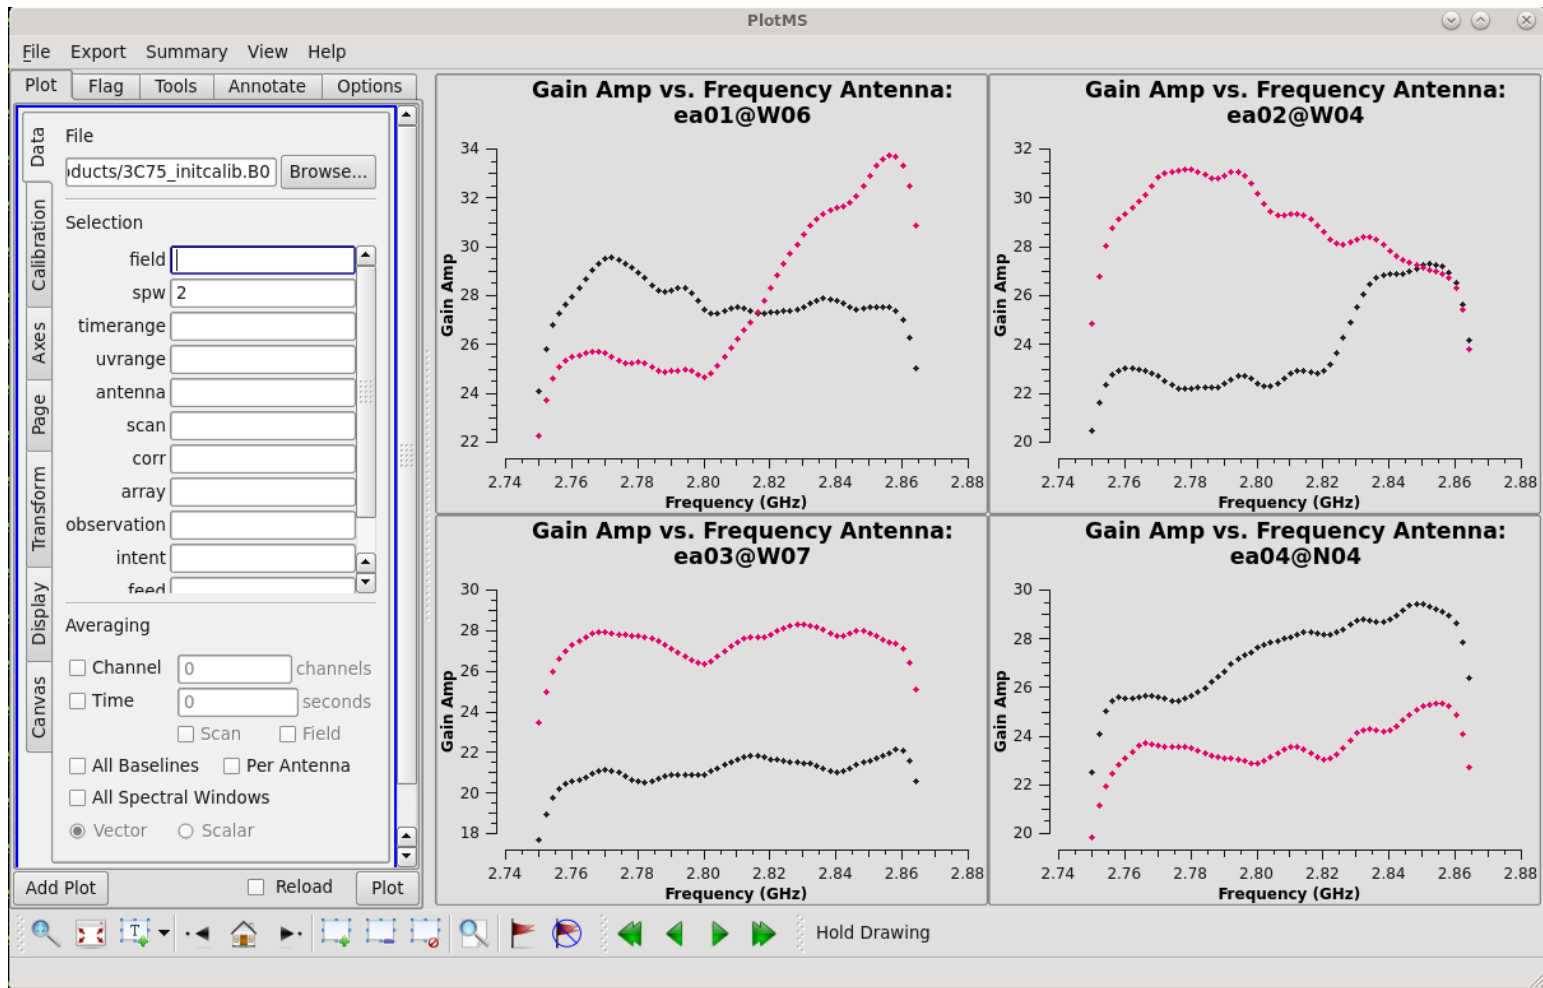 PlotMS
File Export Summary View Help
Plot Flag Tools Annotate Options
Data
Calibration
Axes
Page
Transform
Display
Canvas
File
ducts/3C75_initcalib.B0 Browse...
Selection
field
spw 2
timerange
uvrange
antenna
scan
corr
array
observation
intent
feed
Averaging
Channel 0 channels
Time 0 seconds
Scan Field
All Baselines Per Antenna
All Spectral Windows
Vector Scalar
Add Plot Reload Plot
Gain Amp vs. Frequency Antenna:
ea01@W06
34
32
30
28
26
24
22
Gain Amp
2.74 2.76 2.78 2.80 2.82 2.84 2.86 2.88
Frequency (GHz)
Gain Amp vs. Frequency Antenna:
ea02@W04
32
30
28
26
24
22
20
Gain Amp
2.74 2.76 2.78 2.80 2.82 2.84 2.86 2.88
Frequency (GHz)
Gain Amp vs. Frequency Antenna:
ea03@W07
30
28
26
24
22
20
18
Gain Amp
2.74 2.76 2.78 2.80 2.82 2.84 2.86 2.88
Frequency (GHz)
Gain Amp vs. Frequency Antenna:
ea04@N04
30
28
26
24
22
20
Gain Amp
2.74 2.76 2.78 2.80 2.82 2.84 2.86 2.88
Frequency (GHz)
T
Hold Drawing